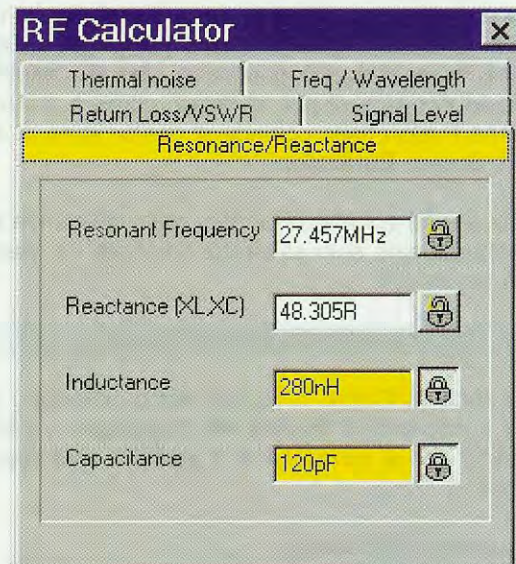 RF Calculator
Thermal noise
Freq / Wavelength
Return Loss/VSWR
Signal Level
Resonance/Reactance
Resonant Frequency
27.457MHz
Reactance (XL,XC)
48.305R
Inductance
280nH
Capacitance
120pF